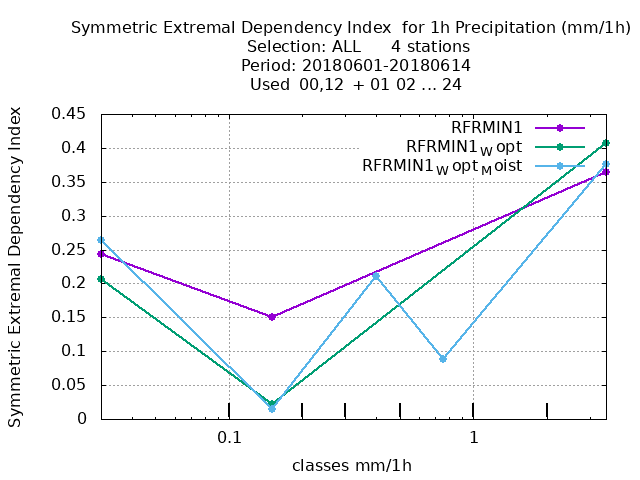 Symmetric Extremal Dependency Index  for 1h Precipitation (mm/1h)
Selection: ALL      4 stations
Period: 20180601-20180614
Used  00,12  + 01 02 ... 24
Symmetric Extremal Dependency Index
0.45
0.4
0.35
0.3
0.25
0.2
0.15
0.1
0.05
0
RFRMIN1
RFRMIN1_Wopt
RFRMIN1_Wopt_Moist
0.1
1
classes mm/1h